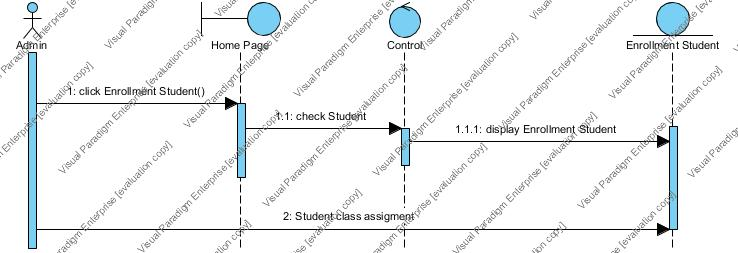 Admin
Home Page
Control
Enrollment Student
1: click Enrollment Student()
1.1: check Student
1.1.1: display Enrollment Student
2: Student class assigment
Visual Paradigm Enterprise [evaluation copy]